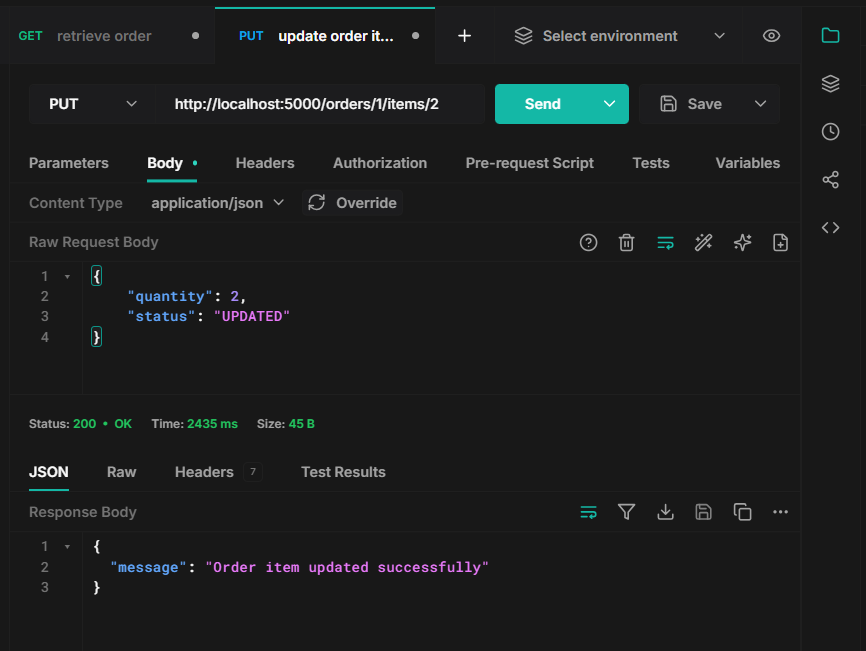 GET retrieve order PUT update order it... Select environment
PUT http://localhost:5000/orders/1/items/2 Send Save
Parameters Body Headers Authorization Pre-request Script Tests Variables
Content Type application/json Override
Raw Request Body
1 {
2 "quantity": 2,
3 "status": "UPDATED"
4 }
Status: 200 • OK Time: 2435 ms Size: 45 B
JSON Raw Headers 7 Test Results
Response Body
1 {
2 "message": "Order item updated successfully"
3 }